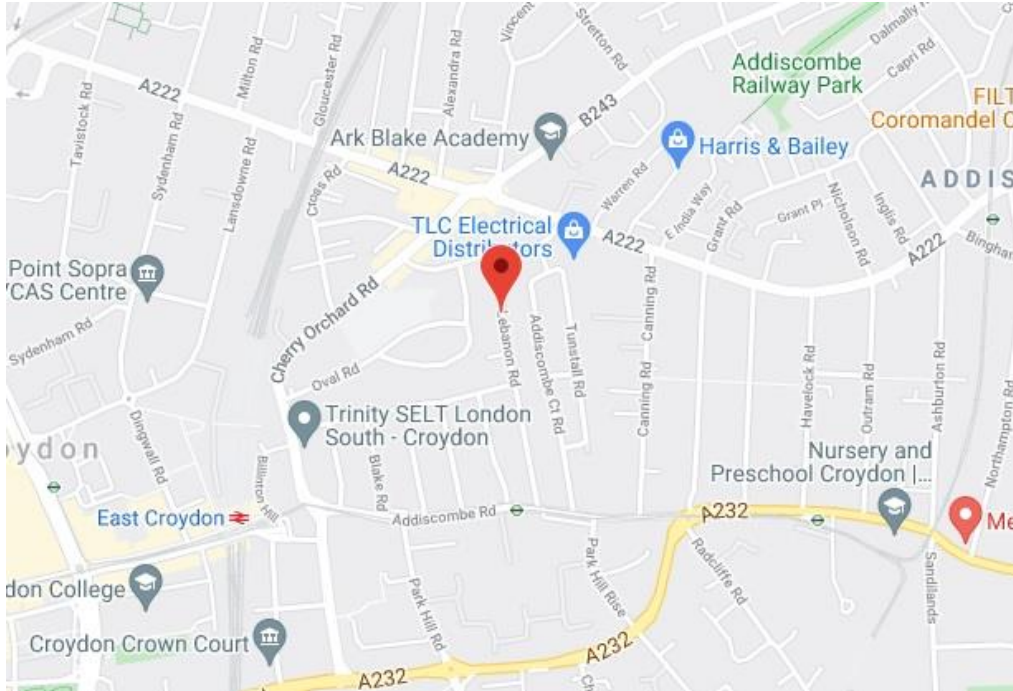 Vincent
Stretton Rd
Dalmally R
Capri Rd
Milton Rd
Gloucester Rd
Alexandra Rd
Addiscombe
Railway Park
A222
B243
FILT
Coromandel C
Tavistock Rd
Sydenham Rd
Lansdowne Rd
Ark Blake Academy
Harris & Bailey
Cross Rd
A222
Warren Rd
E India Way
Grant Rd
Grant Pl
Nicholson Rd
Inglis Rd
ADDIS
TLC Electrical
Distributors
A222
A222
Bingham
Point Sopra
YCAS Centre
Cherry Orchard Rd
Lebanon Rd
Addiscombe Ct Rd
Tunstall Rd
Canning Rd
Sydenham Rd
Oval Rd
Canning Rd
Havelock Rd
Outram Rd
Ashburton Rd
Northampton Rd
Trinity SELT London
South - Croydon
ydon
Dingwall Rd
Billinton Hill
Blake Rd
Nursery and
Preschool Croydon |...
East Croydon
Addiscombe Rd
A232
Me
don College
Park Hill Rd
Park Hill Rise
Radcliffe Rd
Sandilands
Croydon Crown Court
A232
A232
Ch